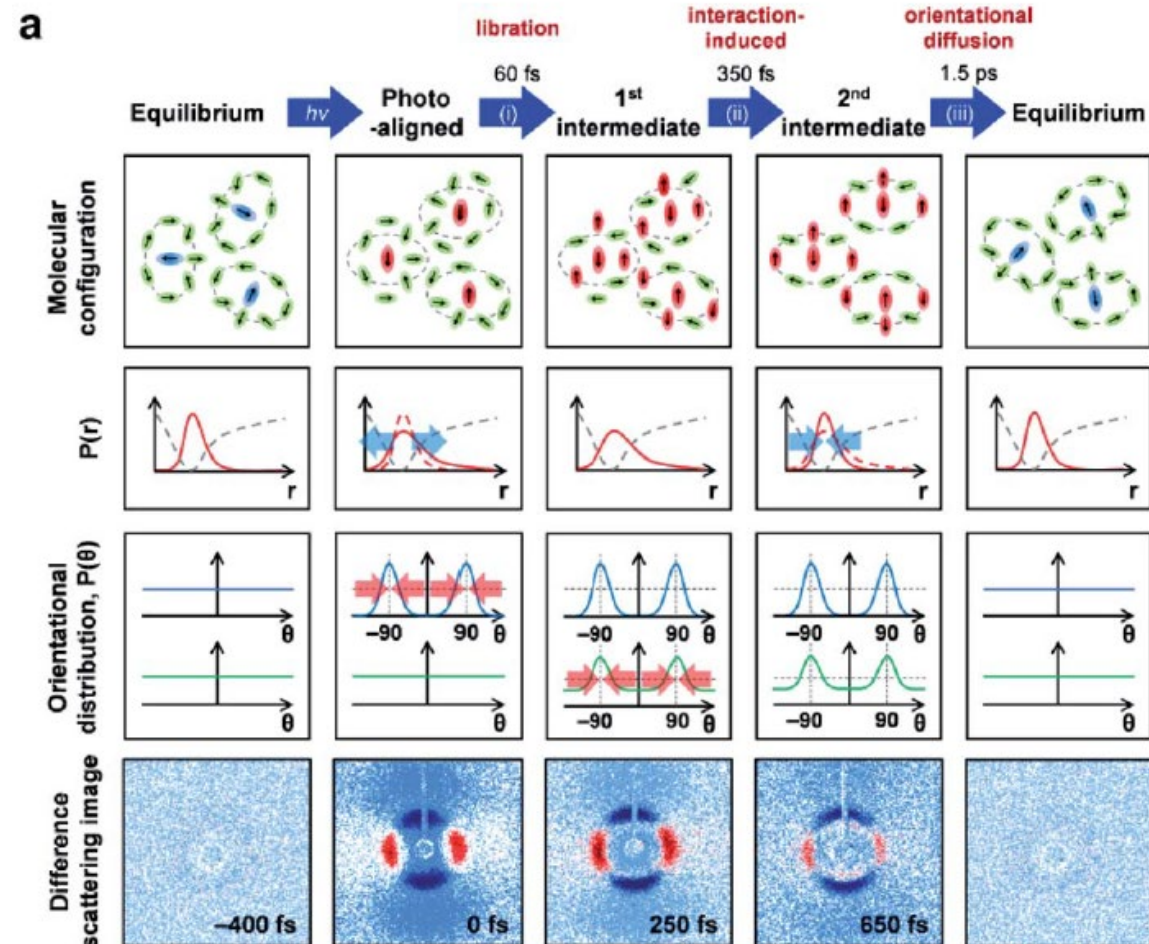 a
libration
interaction-
induced
orientational
diffusion
60 fs
350 fs
1.5 ps
Equilibrium
hν
Photo
-aligned
(i)
1st
intermediate
(ii)
2nd
intermediate
(iii)
Equilibrium
Molecular
configuration
P(r)
r
r
r
r
r
Orientational
distribution, P(θ)
θ
−90 90 θ
−90 90 θ
−90 90 θ
θ
θ
θ
−90 90 θ
−90 90 θ
θ
Difference
scattering image
−400 fs
0 fs
250 fs
650 fs